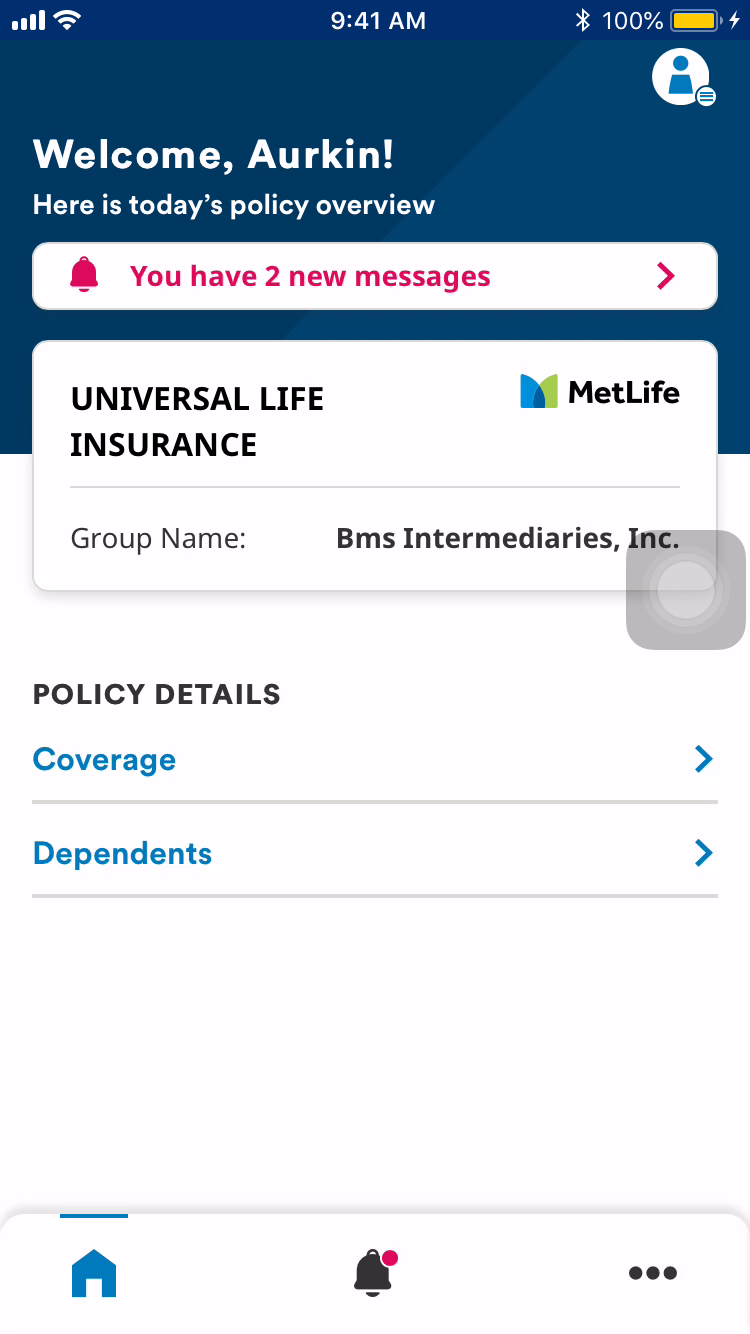 9:41 AM
100%
Welcome, Aurkin!
Here is today’s policy overview
You have 2 new messages
UNIVERSAL LIFE
INSURANCE
MetLife
Group Name: Bms Intermediaries, Inc.
POLICY DETAILS
Coverage
Dependents